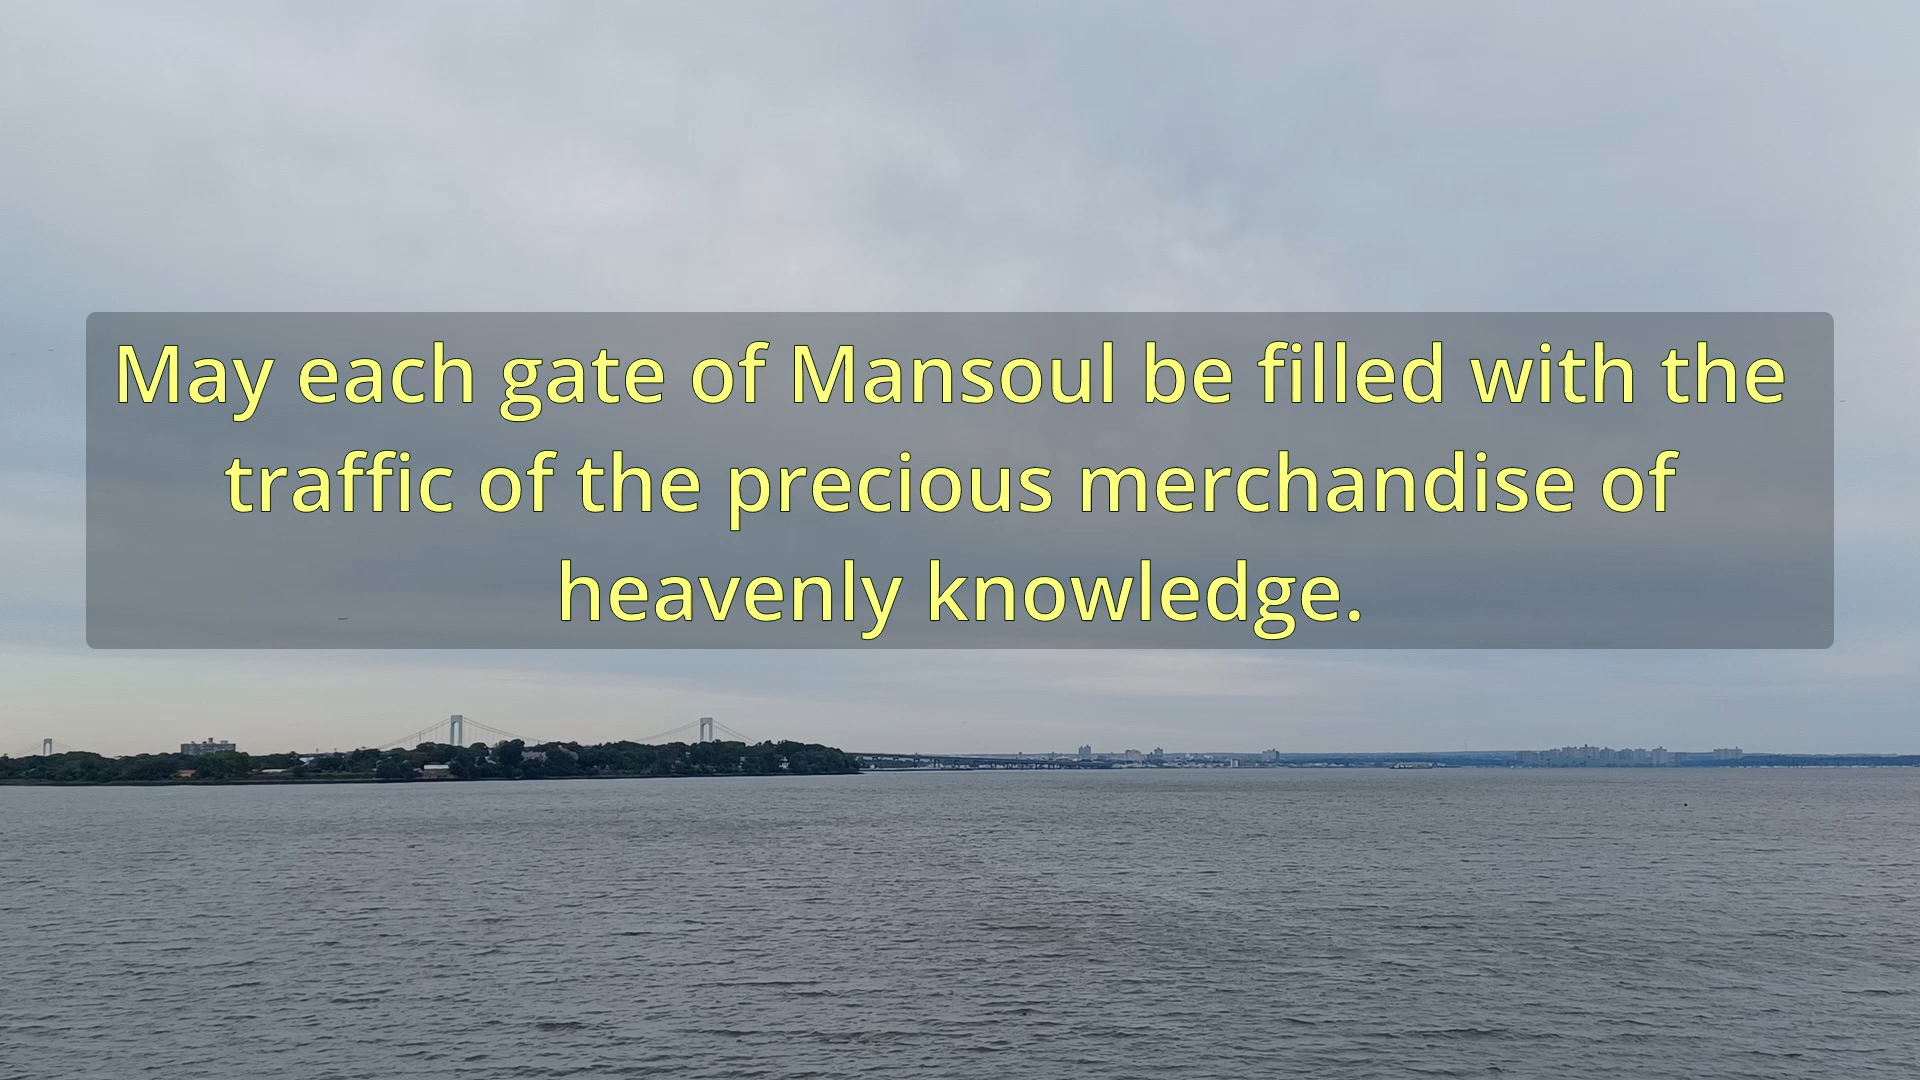 May each gate of Mansoul be filled with the
traffic of the precious merchandise of
heavenly knowledge.